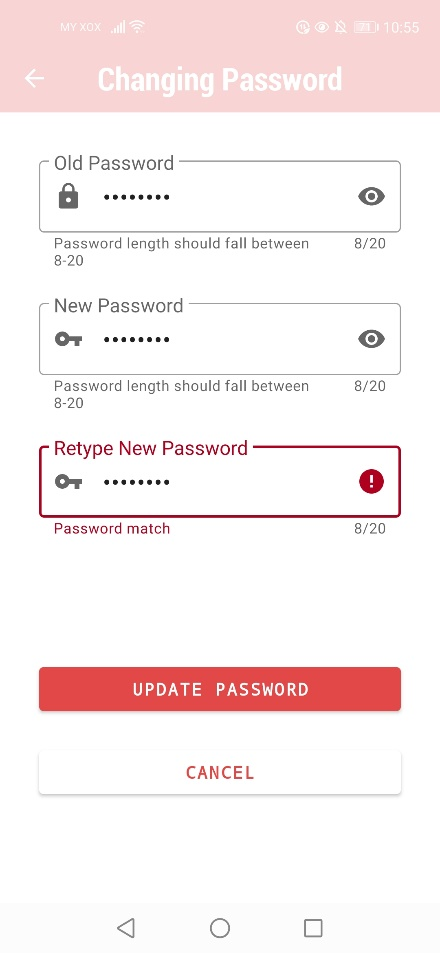 MY XOX
10:55
Changing Password
Old Password
••••••••
Password length should fall between
8-20
8/20
New Password
••••••••
Password length should fall between
8-20
8/20
Retype New Password
••••••••
Password match
8/20
UPDATE PASSWORD
CANCEL